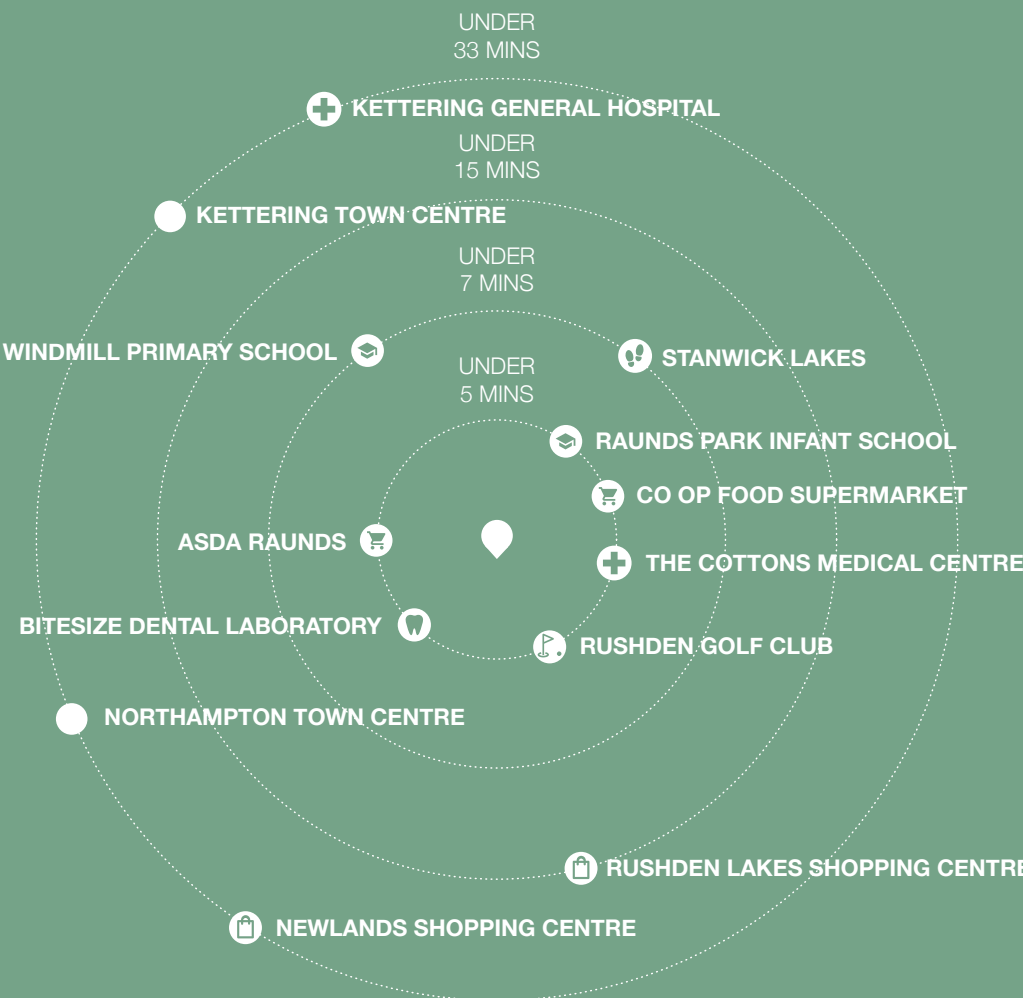 UNDER
33 MINS
KETTERING GENERAL HOSPITAL
UNDER
15 MINS
KETTERING TOWN CENTRE
UNDER
7 MINS
WINDMILL PRIMARY SCHOOL
STANWICK LAKES
UNDER
5 MINS
RAUNDS PARK INFANT SCHOOL
CO OP FOOD SUPERMARKET
ASDA RAUNDS
THE COTTONS MEDICAL CENTRE
BITESIZE DENTAL LABORATORY
RUSHDEN GOLF CLUB
NORTHAMPTON TOWN CENTRE
RUSHDEN LAKES SHOPPING CENTRE
NEWLANDS SHOPPING CENTRE